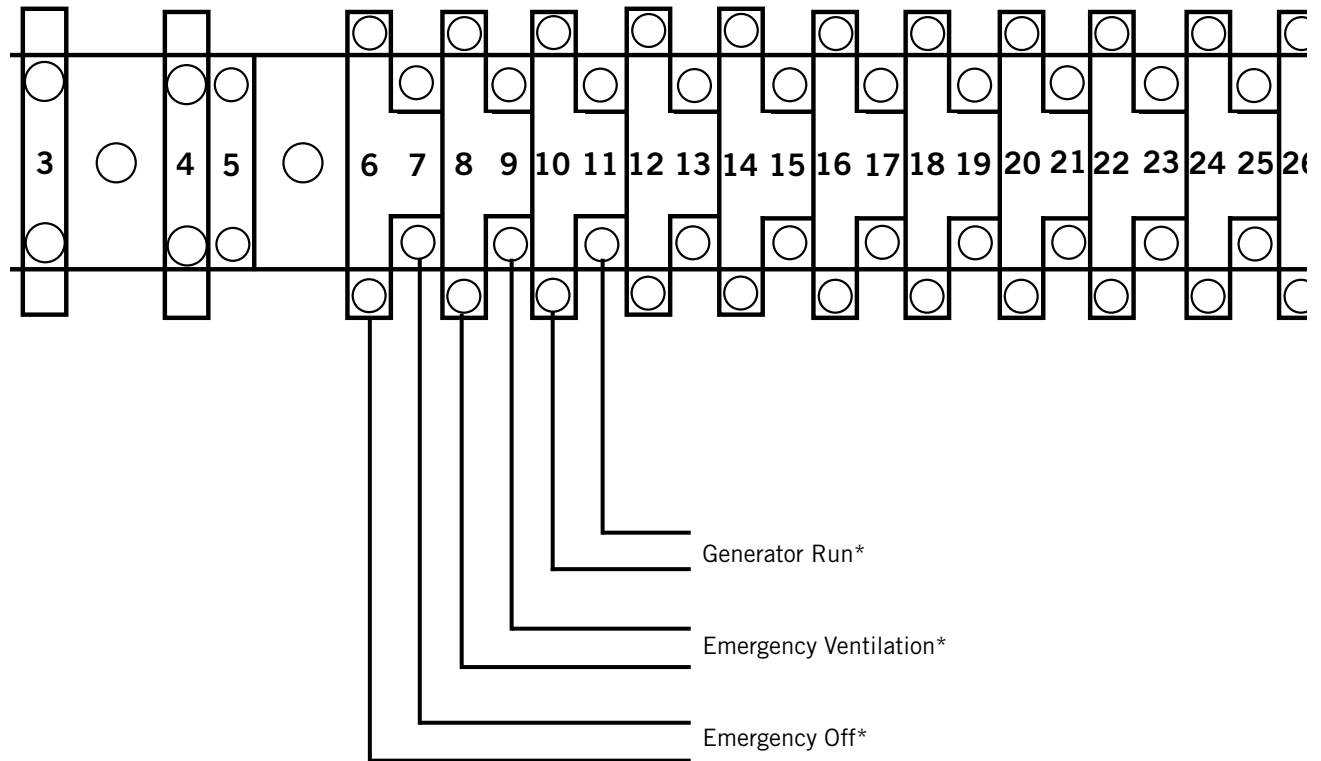 3 4 5 6 7 8 9 10 11 12 13 14 15 16 17 18 19 20 21 22 23 24 25 26
Generator Run*
Emergency Ventilation*
Emergency Off*